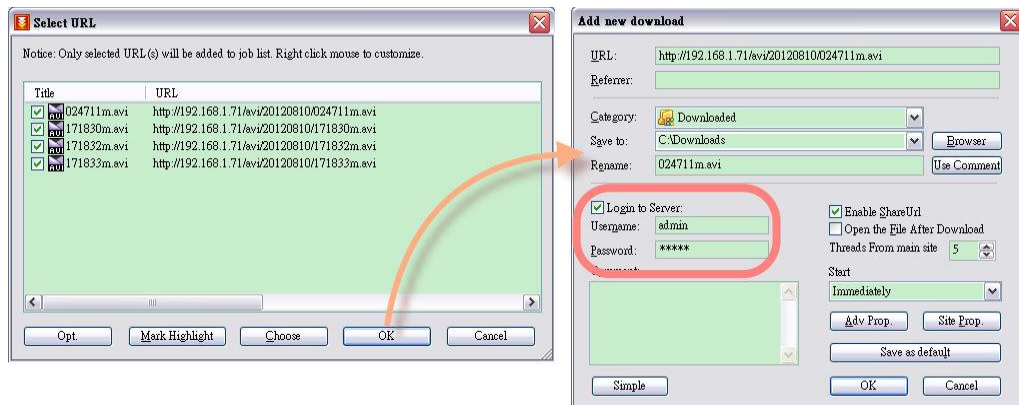 Select URL
Notice: Only selected URL(s) will be added to job list. Right click mouse to customize.
Title URL
024711m.avi http://192.168.1.71/avi/20120810/024711m.avi
171830m.avi http://192.168.1.71/avi/20120810/171830m.avi
171832m.avi http://192.168.1.71/avi/20120810/171832m.avi
171833m.avi http://192.168.1.71/avi/20120810/171833m.avi
Opt. Mark Highlight Choose OK Cancel
Add new download
URL: http://192.168.1.71/avi/20120810/024711m.avi
Referrer:
Category: Downloaded
Save to: C:\Downloads Browser
Rename: 024711m.avi Use Comment
Login to Server:
Username: admin
Password: *****
Enable ShareUrl
Open the File After Download
Threads From main site 5
Start
Immediately
Adv Prop. Site Prop.
Save as default
Simple OK Cancel